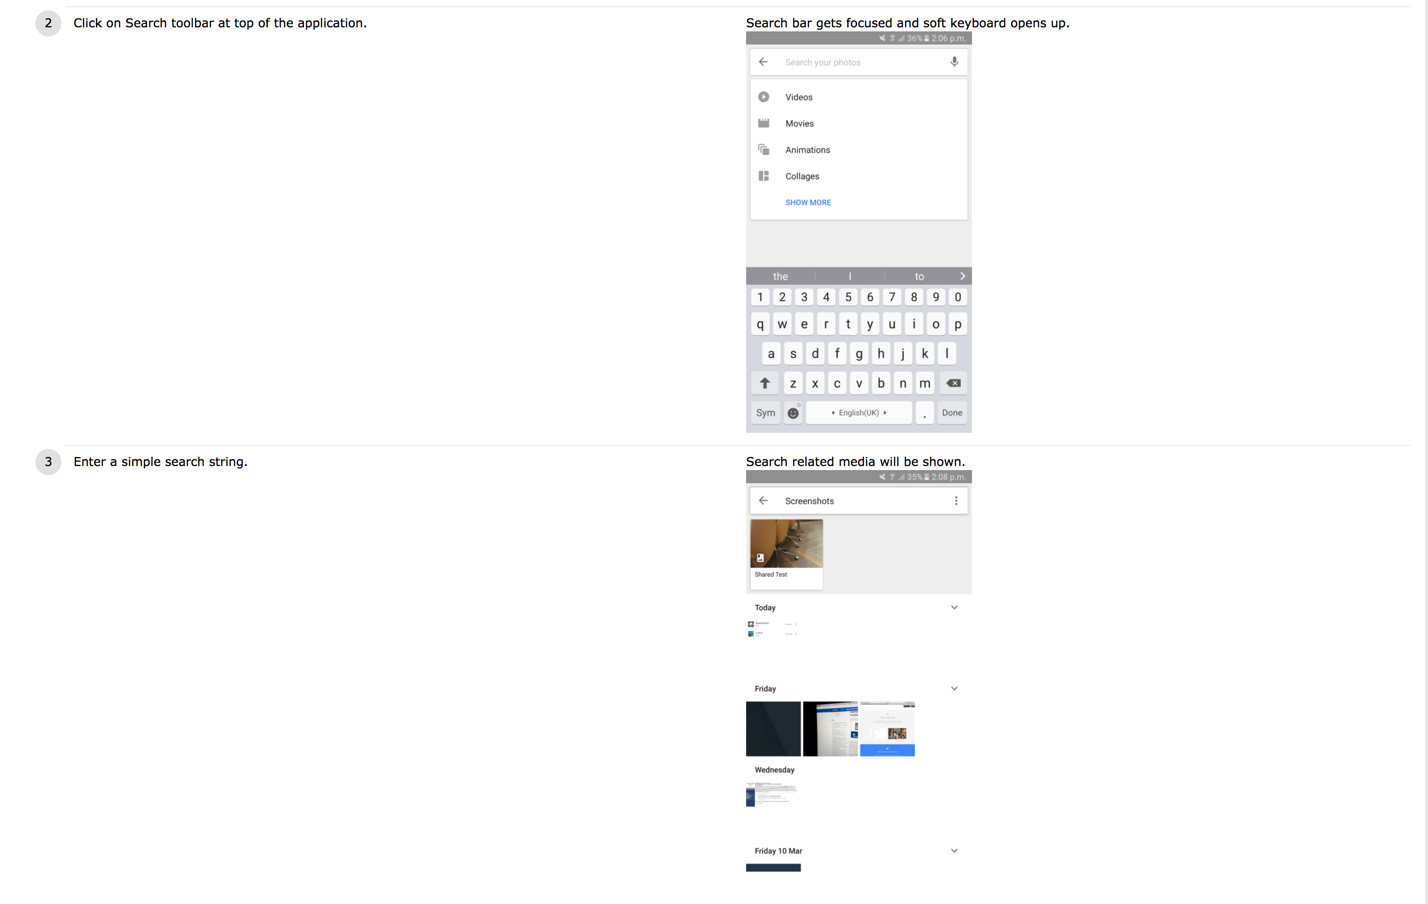 2 Click on Search toolbar at top of the application.
Search bar gets focused and soft keyboard opens up.
36% 2:06 p.m.
Search your photos
Videos
Movies
Animations
Collages
SHOW MORE
the I to
1 2 3 4 5 6 7 8 9 0
q w e r t y u i o p
a s d f g h j k l
z x c v b n m
Sym English(UK) . Done
3 Enter a simple search string.
Search related media will be shown.
35% 2:08 p.m.
Screenshots
Shared Test
Today
Friday
Wednesday
Friday 10 Mar